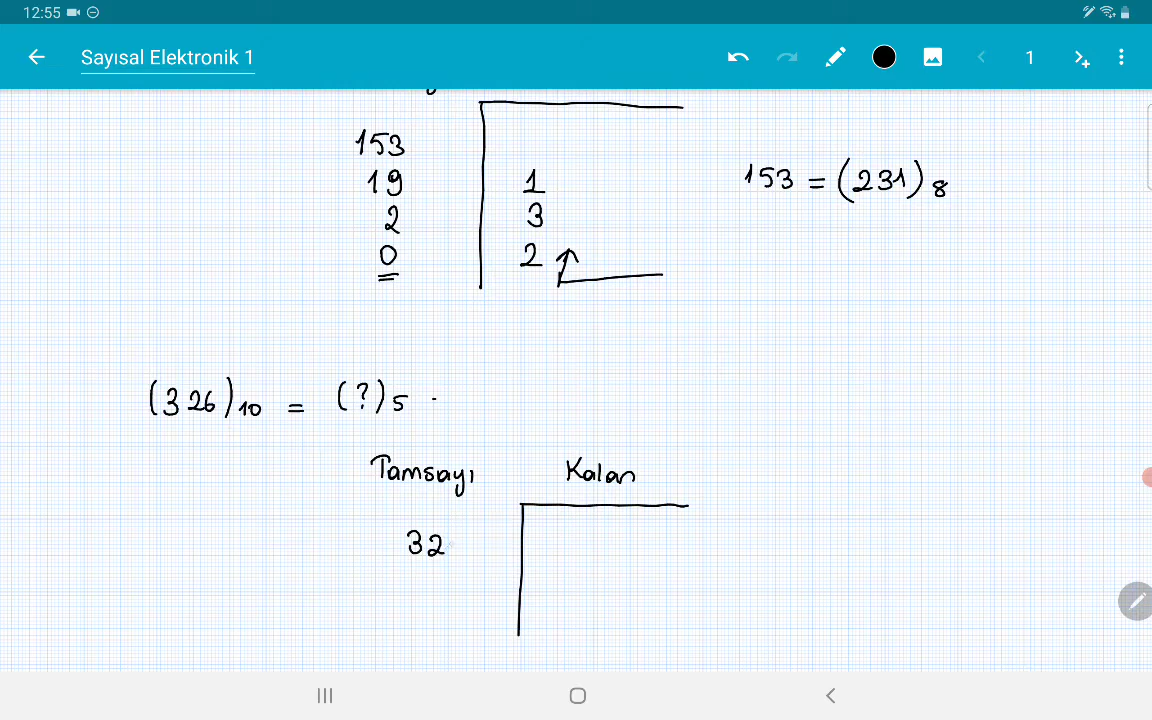 12:55
Sayısal Elektronik 1
1
153
19 1
2 3
0 2
153 = (231)8
(326)10 = (?)5
Tamsayı Kalan
32